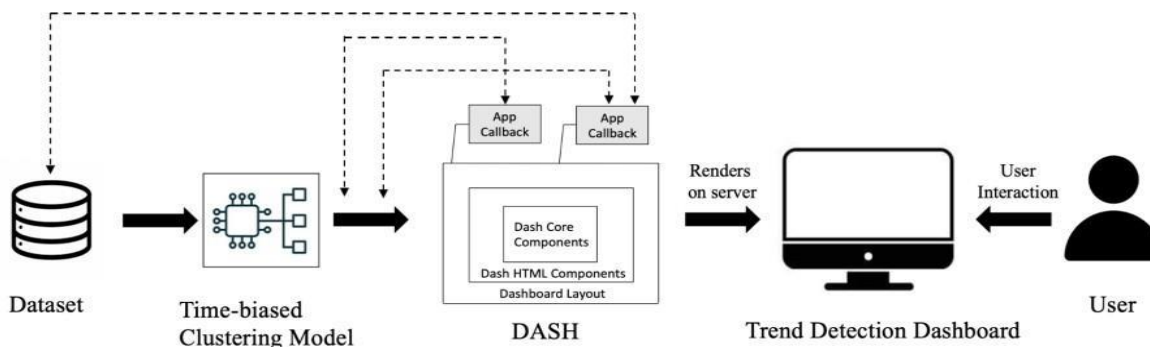 App
Callback
App
Callback
Renders
on server
User
Interaction
Dash Core
Components
Dash HTML Components
Dashboard Layout
Dataset
Time-biased
Clustering Model
DASH
Trend Detection Dashboard
User